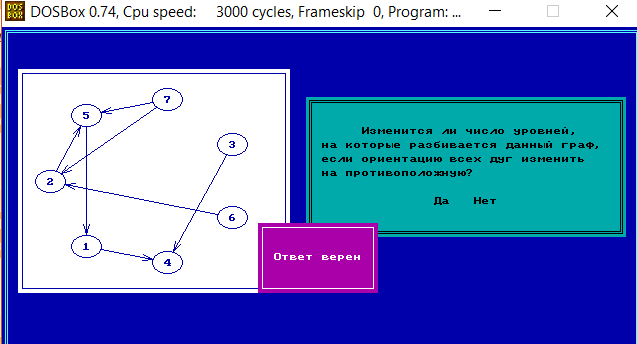 DOSBox 0.74, Cpu speed: 3000 cycles, Frameskip 0, Program: ...
DOS
BOX
7
5
3
2
6
1
4
Изменится ли число уровней,
на которые разбивается данный граф,
если ориентацию всех дуг изменить
на противоположную?
Да Нет
Ответ верен